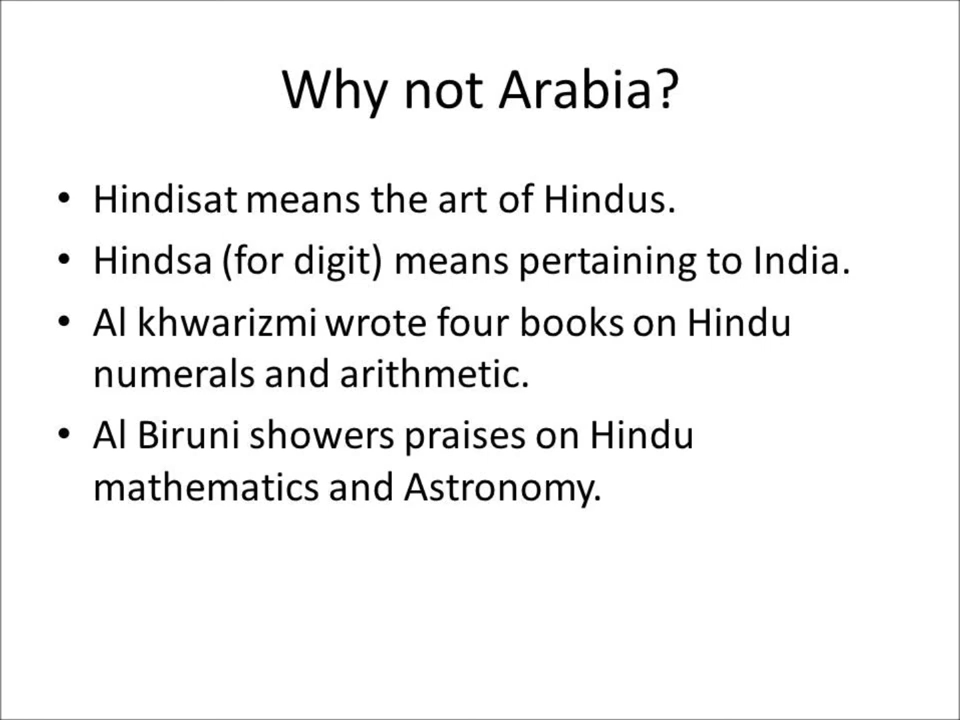 Why not Arabia?
• Hindisat means the art of Hindus.
• Hindsa (for digit) means pertaining to India.
• Al khwarizmi wrote four books on Hindu
numerals and arithmetic.
• Al Biruni showers praises on Hindu
mathematics and Astronomy.